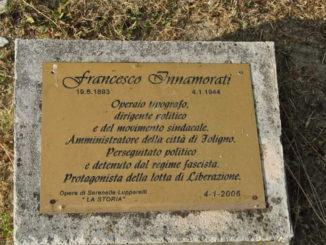 Francesco Innamorati
19.6.1893 4.1.1944
Operaio tipografo,
dirigente politico
e del movimento sindacale.
Amministratore della città di Foligno.
Perseguitato politico
e detenuto dal regime fascista.
Protagonista della lotta di Liberazione.
Opera di Serenella Lupparelli
"LA STORIA" 4-1-2006